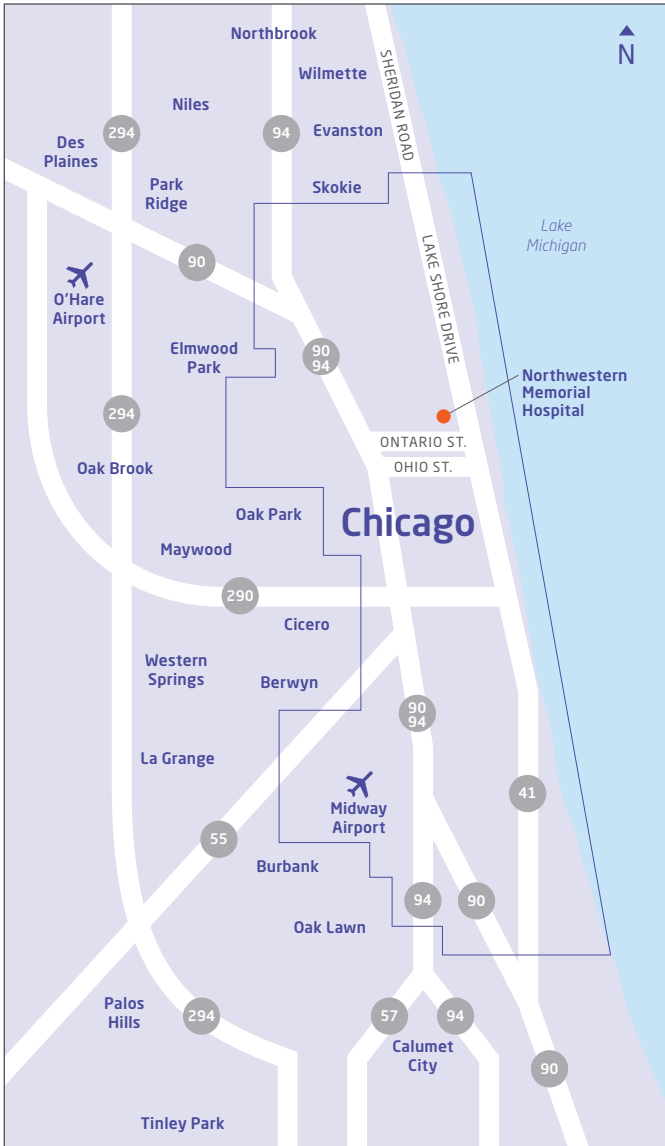 Northbrook
N
Wilmette
SHERIDAN ROAD
Niles
294
94
Evanston
Des
Plaines
Park
Ridge
Skokie
Lake
Michigan
90
LAKE SHORE DRIVE
O'Hare
Airport
Elmwood
Park
90
94
Northwestern
Memorial
Hospital
294
ONTARIO ST.
OHIO ST.
Oak Brook
Oak Park
Chicago
Maywood
290
Cicero
Western
Springs
Berwyn
90
94
La Grange
41
Midway
Airport
55
Burbank
94
90
Oak Lawn
Palos
Hills
294
57
94
Calumet
City
90
Tinley Park